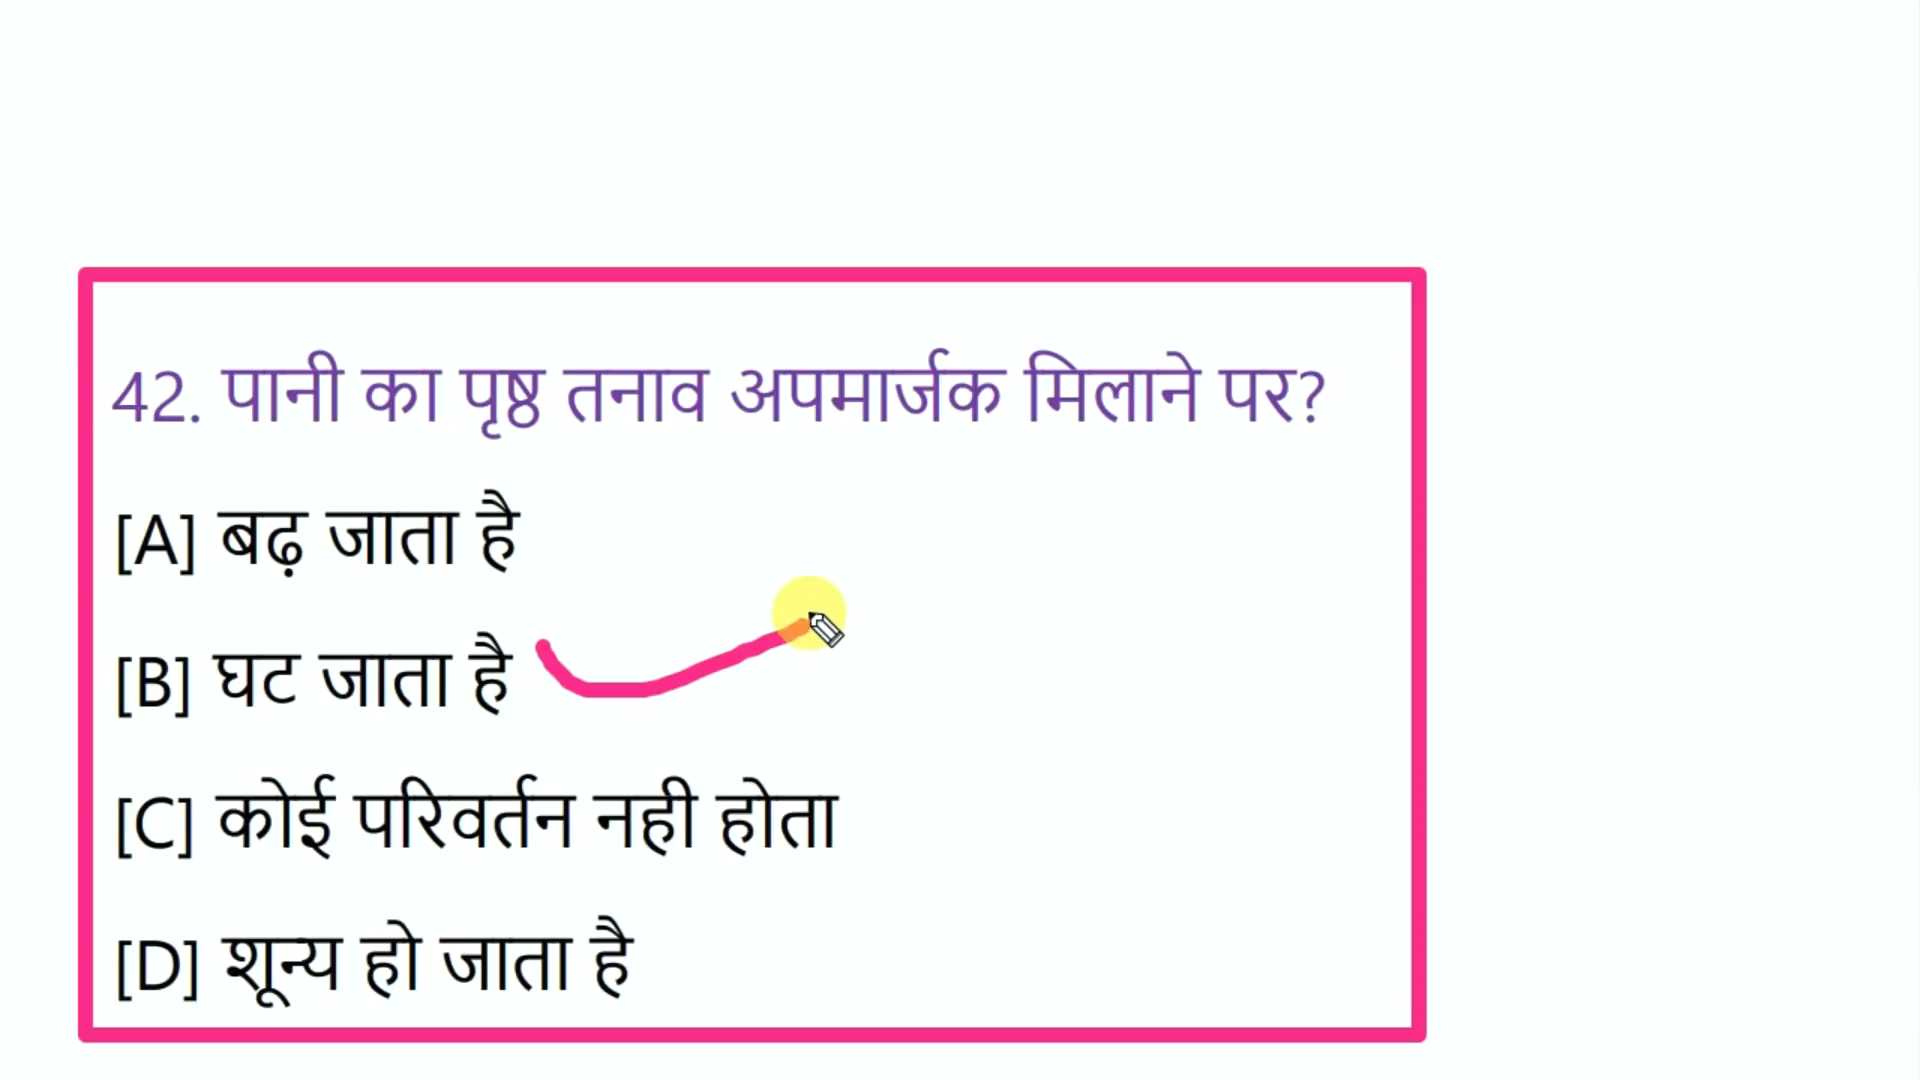 42. पानी का पृष्ठ तनाव अपमार्जक मिलाने पर?
[A] बढ़ जाता है
[B] घट जाता है
[C] कोई परिवर्तन नही होता
[D] शून्य हो जाता है